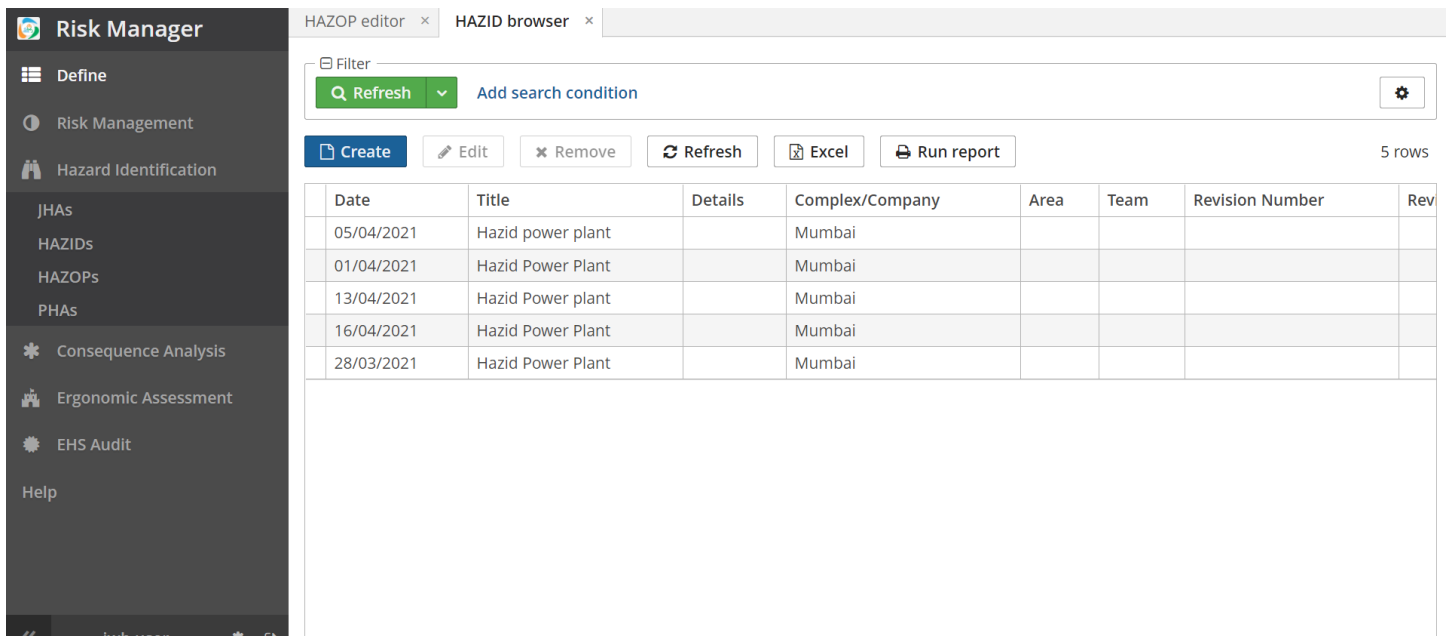 Risk Manager
Define
Risk Management
Hazard Identification
JHAs
HAZIDs
HAZOPs
PHAs
Consequence Analysis
Ergonomic Assessment
EHS Audit
Help
HAZOP editor × HAZID browser ×
Filter
Refresh Add search condition
Create Edit Remove Refresh Excel Run report 5 rows
Date Title Details Complex/Company Area Team Revision Number Revi
05/04/2021 Hazid power plant Mumbai
01/04/2021 Hazid Power Plant Mumbai
13/04/2021 Hazid Power plant Mumbai
16/04/2021 Hazid Power Plant Mumbai
28/03/2021 Hazid Power Plant Mumbai